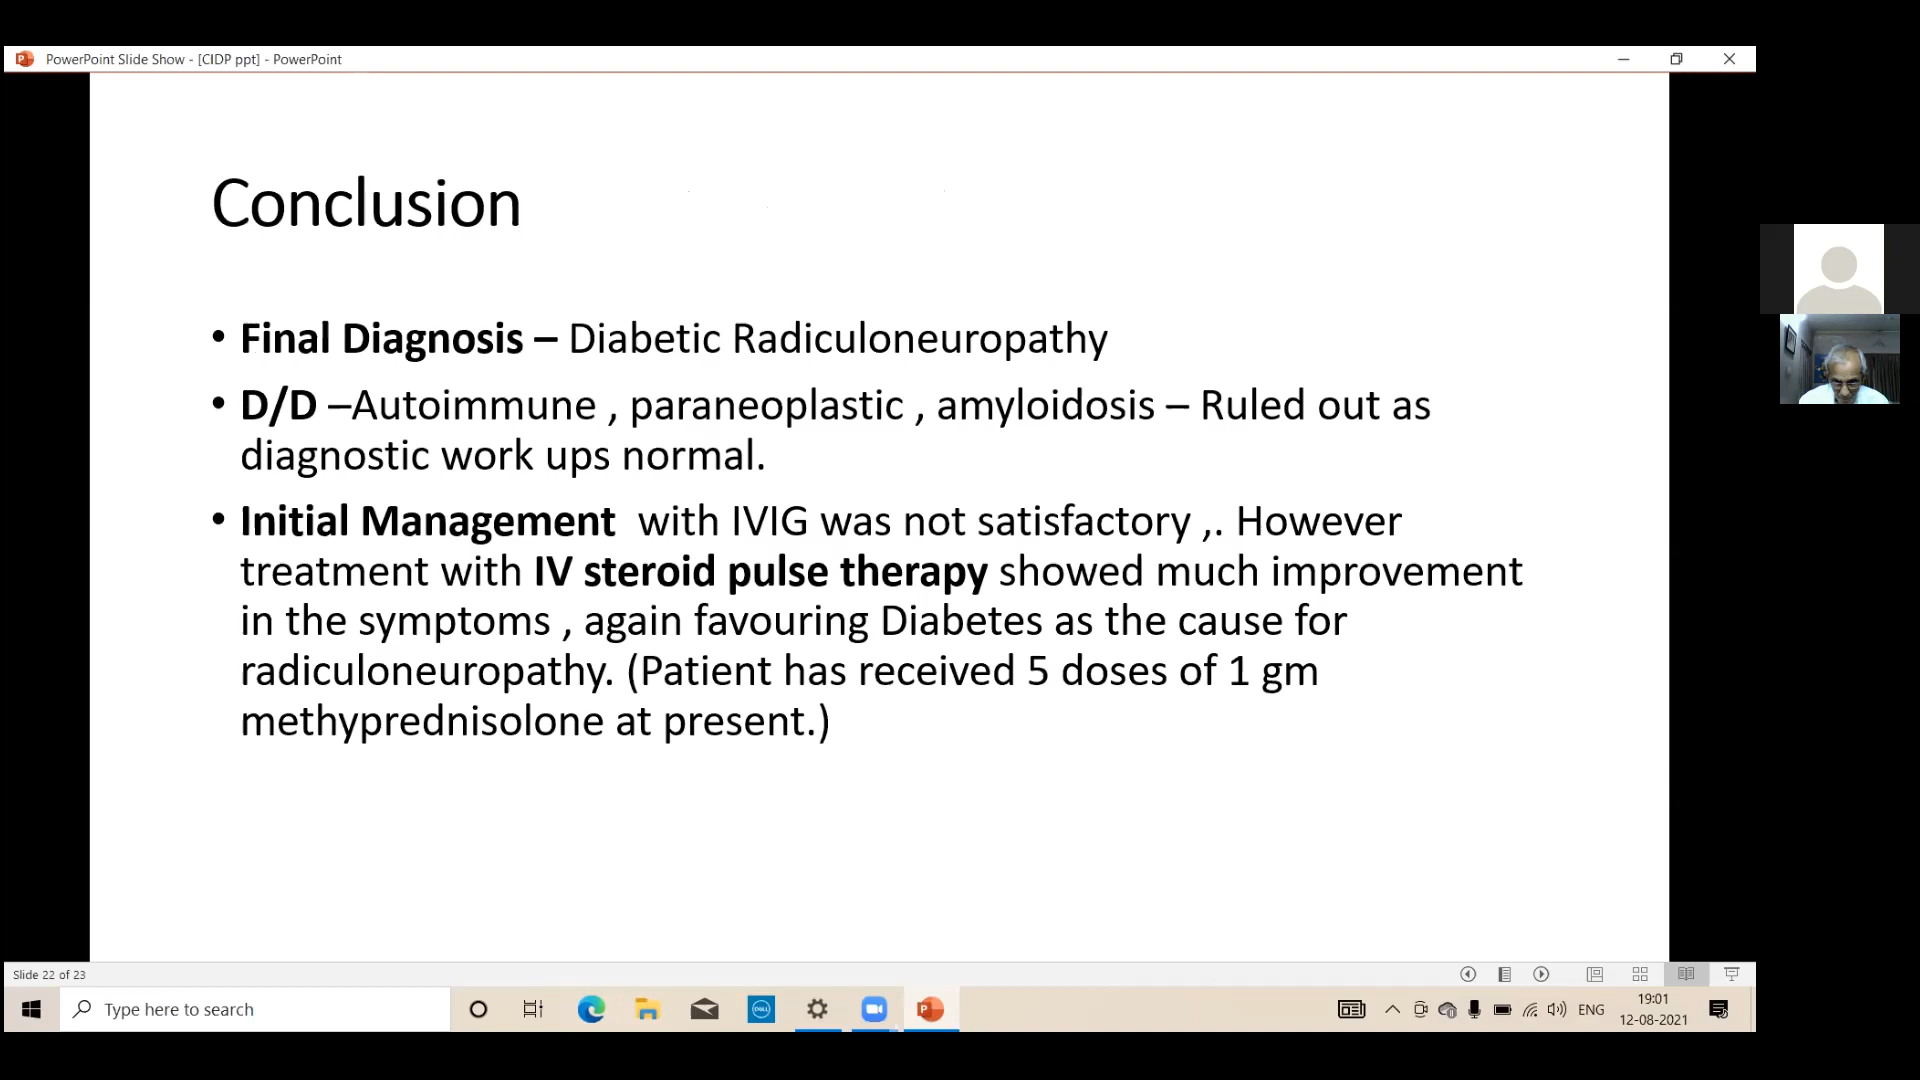 PowerPoint Slide Show - [CIDP ppt] - PowerPoint
Conclusion
• Final Diagnosis – Diabetic Radiculoneuropathy
• D/D –Autoimmune , paraneoplastic , amyloidosis – Ruled out as
diagnostic work ups normal.
• Initial Management  with IVIG was not satisfactory ,. However
treatment with IV steroid pulse therapy showed much improvement
in the symptoms , again favouring Diabetes as the cause for
radiculoneuropathy. (Patient has received 5 doses of 1 gm
methyprednisolone at present.)
Slide 22 of 23
Type here to search
DELL
ENG
19:01
12-08-2021